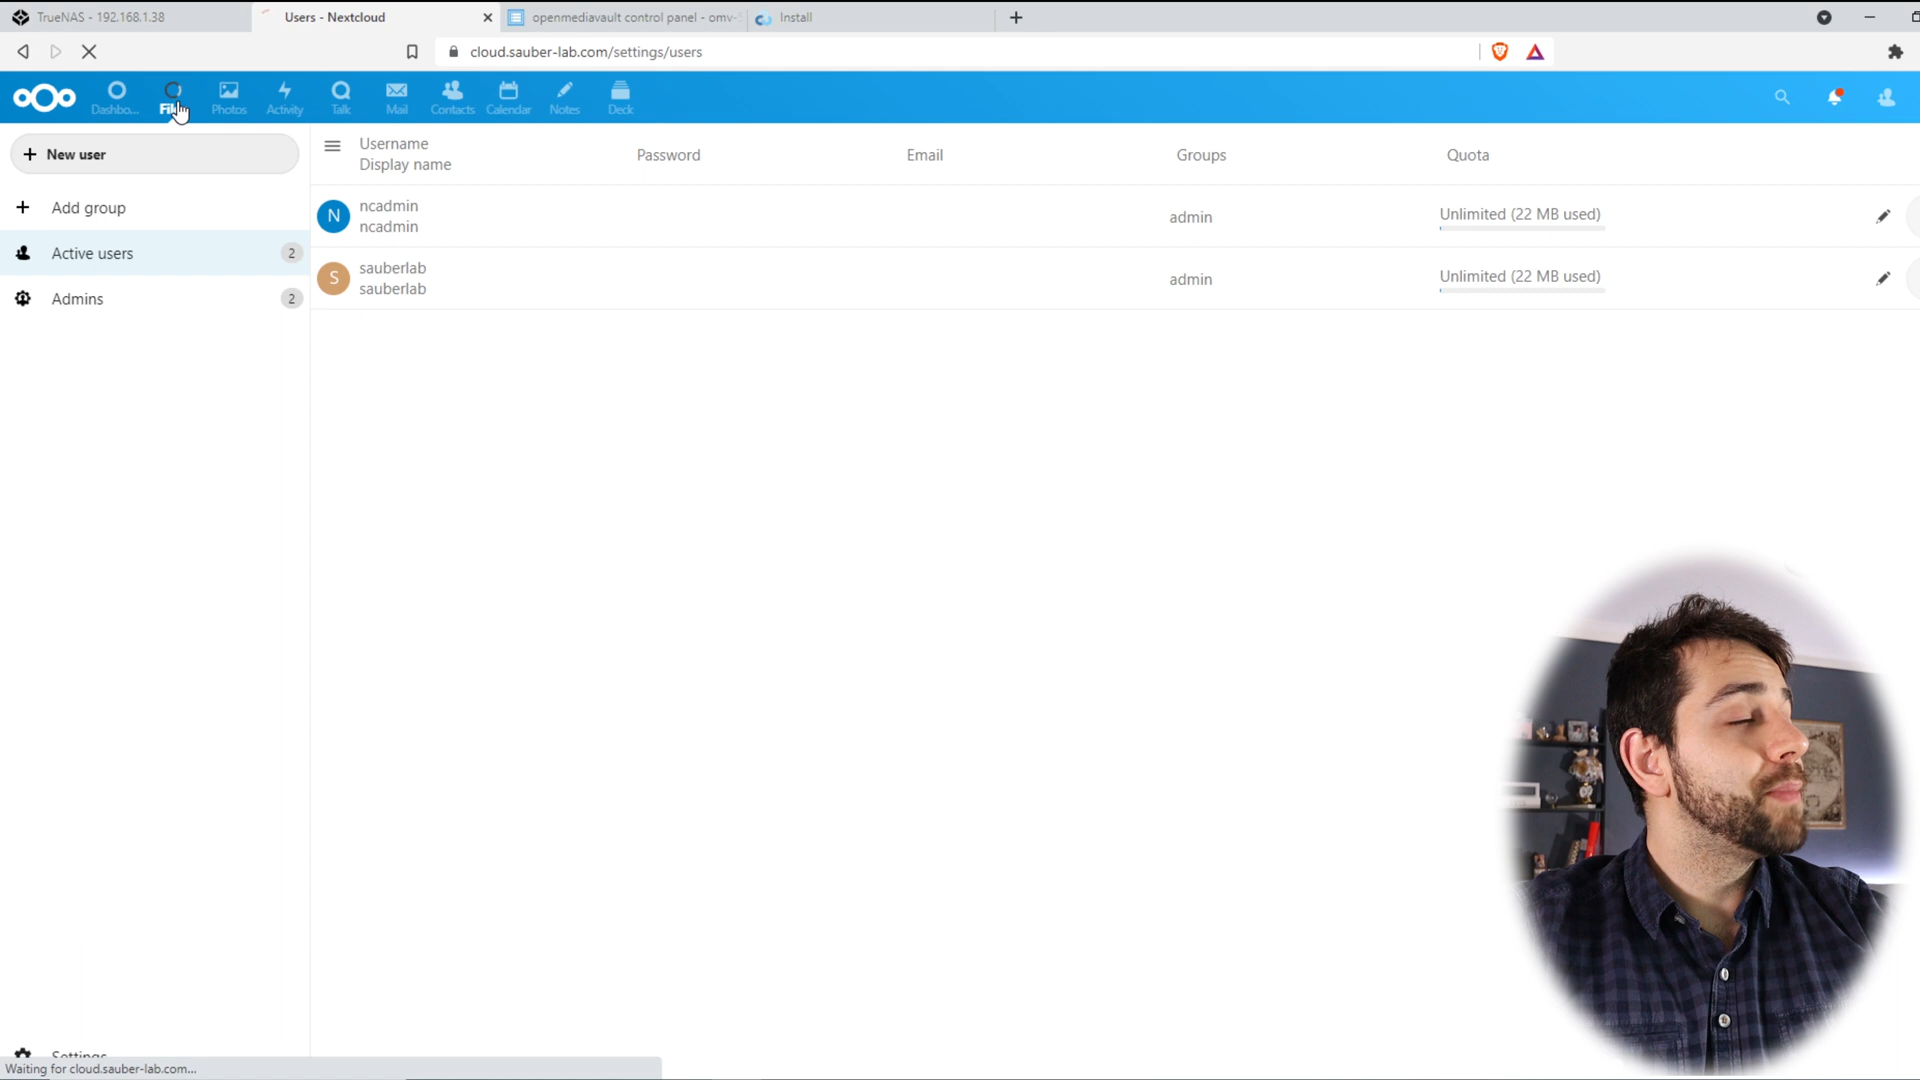 TrueNAS - 192.168.1.38
Users - Nextcloud
openmediavault control panel - omv-
Install
cloud.sauber-lab.com/settings/users
Dashbo...
Photos
Activity
Talk
Mail
Contacts
Calendar
Notes
Deck
New user
Username
Display name
Password
Email
Groups
Quota
Add group
N
ncadmin
ncadmin
admin
Unlimited (22 MB used)
Active users
2
S
sauberlab
sauberlab
admin
Unlimited (22 MB used)
Admins
2
Settings
Waiting for cloud.sauber-lab.com...